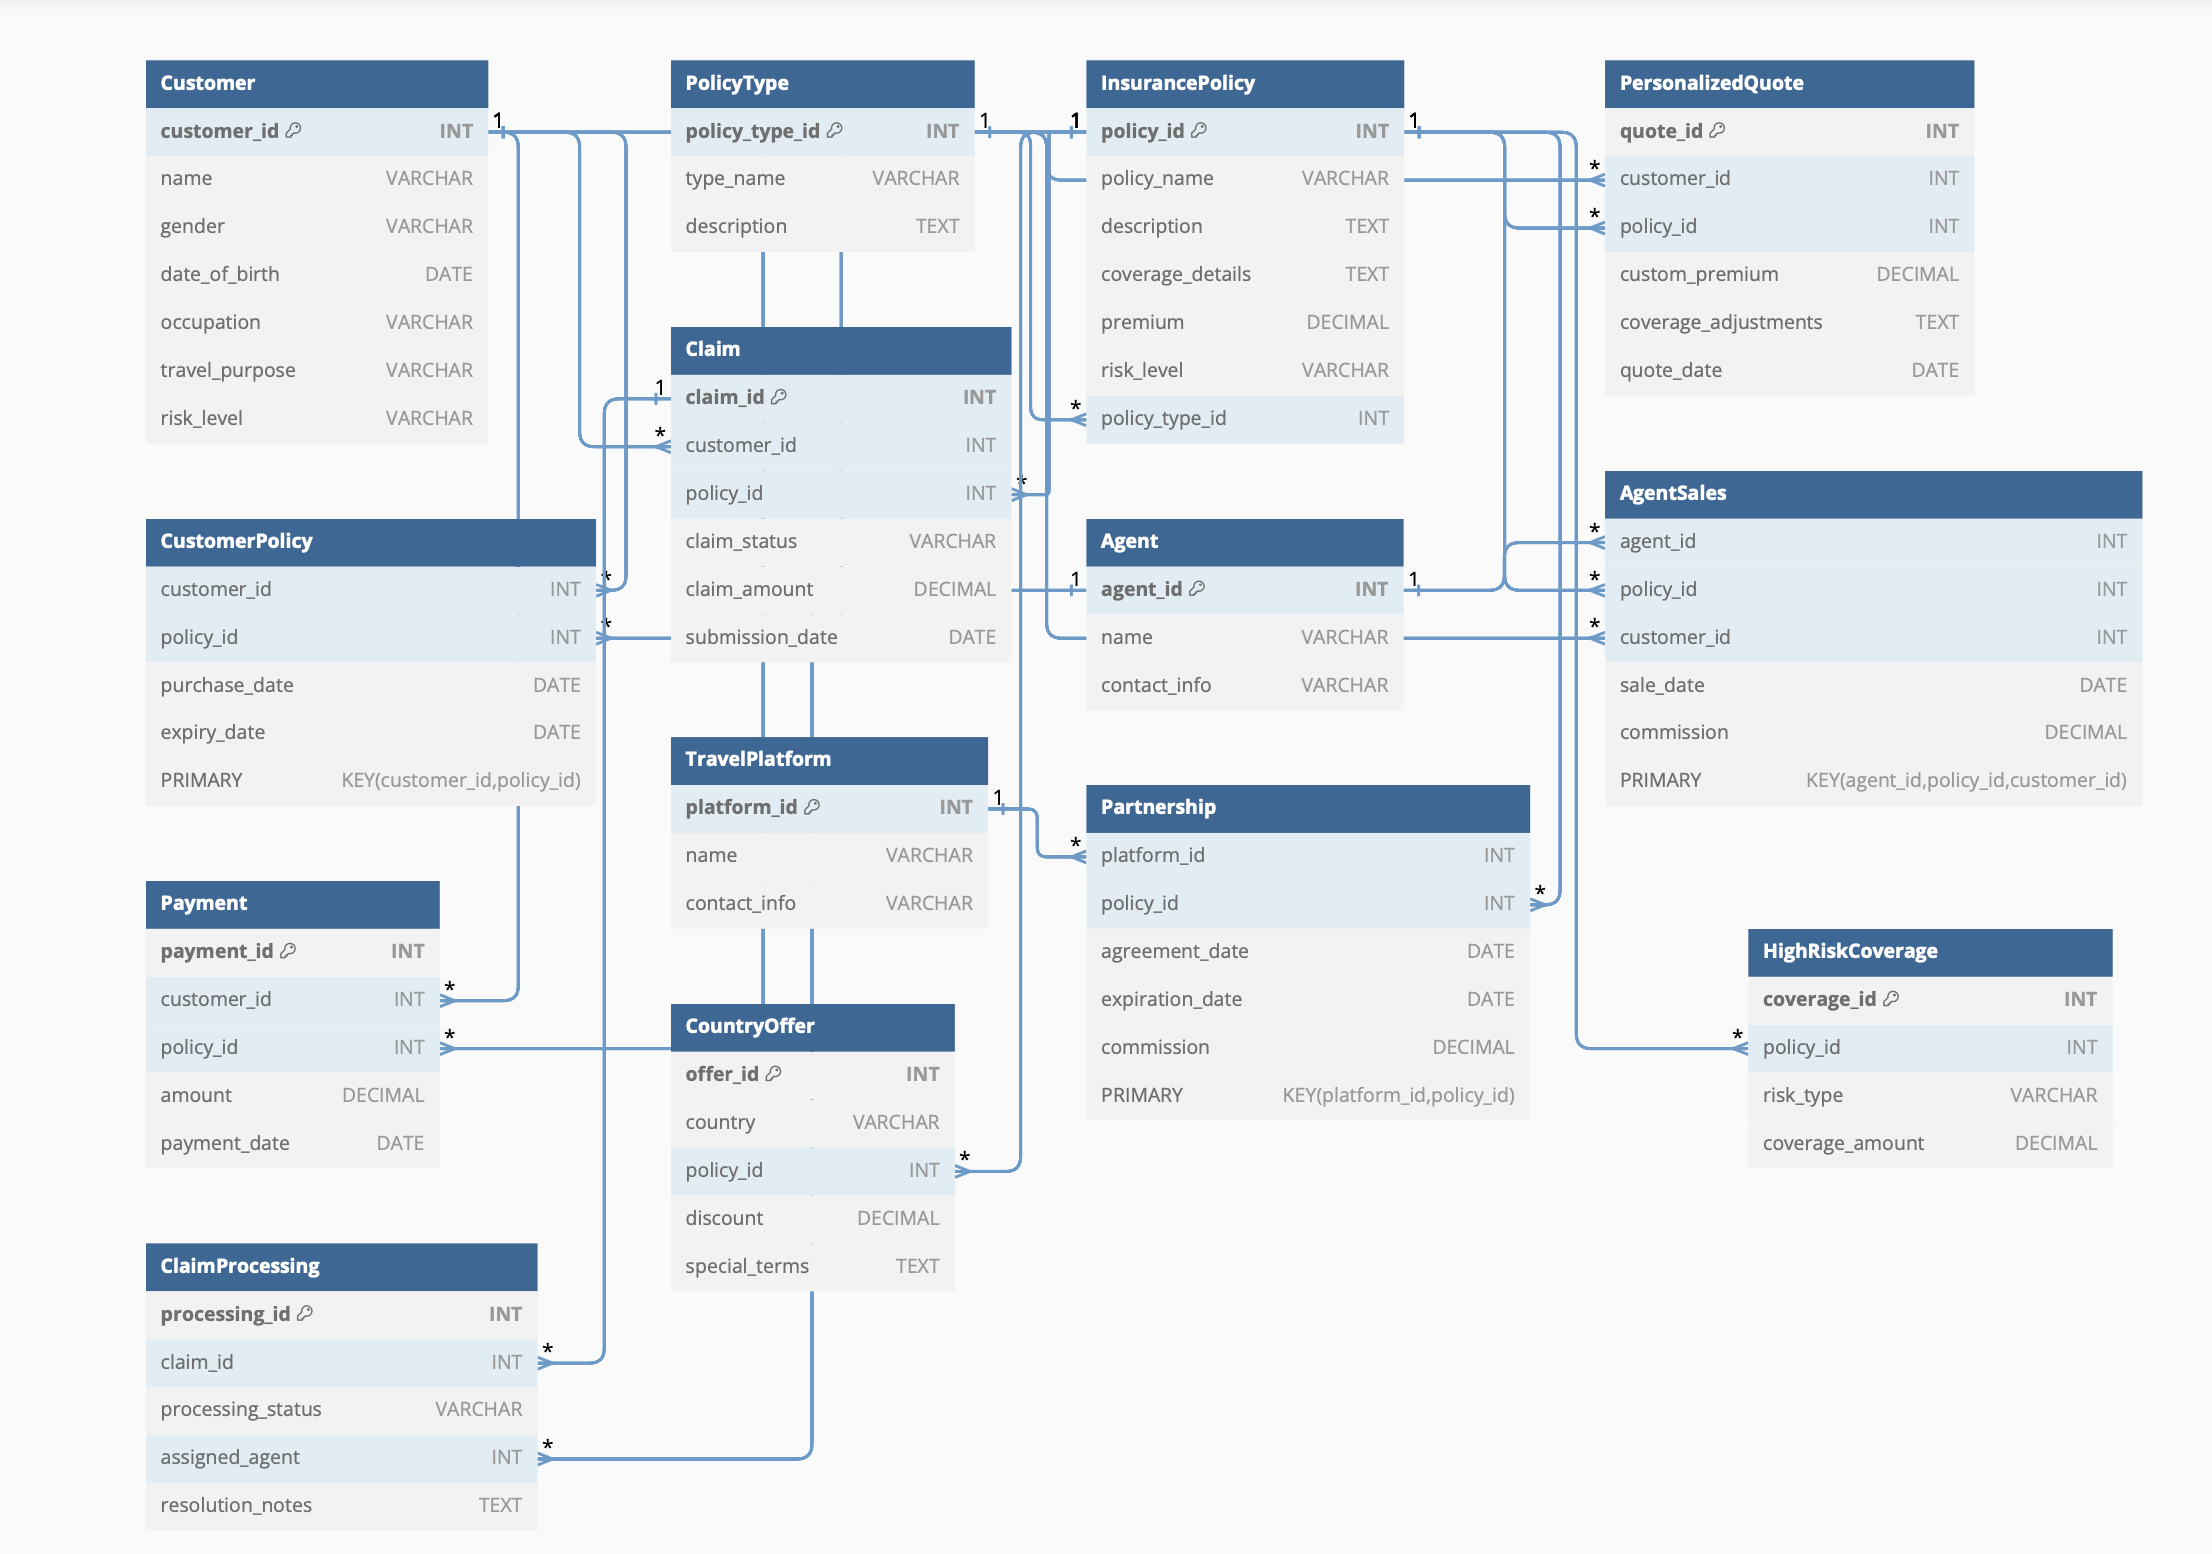 Customer
customer_id INT
name VARCHAR
gender VARCHAR
date_of_birth DATE
occupation VARCHAR
travel_purpose VARCHAR
risk_level VARCHAR
PolicyType
policy_type_id INT
type_name VARCHAR
description TEXT
InsurancePolicy
policy_id INT
policy_name VARCHAR
description TEXT
coverage_details TEXT
premium DECIMAL
risk_level VARCHAR
policy_type_id INT
PersonalizedQuote
quote_id INT
customer_id INT
policy_id INT
custom_premium DECIMAL
coverage_adjustments TEXT
quote_date DATE
Claim
claim_id INT
customer_id INT
policy_id INT
claim_status VARCHAR
claim_amount DECIMAL
submission_date DATE
CustomerPolicy
customer_id INT
policy_id INT
purchase_date DATE
expiry_date DATE
PRIMARY KEY(customer_id,policy_id)
Agent
agent_id INT
name VARCHAR
contact_info VARCHAR
AgentSales
agent_id INT
policy_id INT
customer_id INT
sale_date DATE
commission DECIMAL
PRIMARY KEY(agent_id,policy_id,customer_id)
TravelPlatform
platform_id INT
name VARCHAR
contact_info VARCHAR
Partnership
platform_id INT
policy_id INT
agreement_date DATE
expiration_date DATE
commission DECIMAL
PRIMARY KEY(platform_id,policy_id)
Payment
payment_id INT
customer_id INT
policy_id INT
amount DECIMAL
payment_date DATE
CountryOffer
offer_id INT
country VARCHAR
policy_id INT
discount DECIMAL
special_terms TEXT
HighRiskCoverage
coverage_id INT
policy_id INT
risk_type VARCHAR
coverage_amount DECIMAL
ClaimProcessing
processing_id INT
claim_id INT
processing_status VARCHAR
assigned_agent INT
resolution_notes TEXT
1
1
1
1
*
*
1
*
*
*
*
*
*
1
1
*
*
*
1
*
*
*
*
*
*
*
*